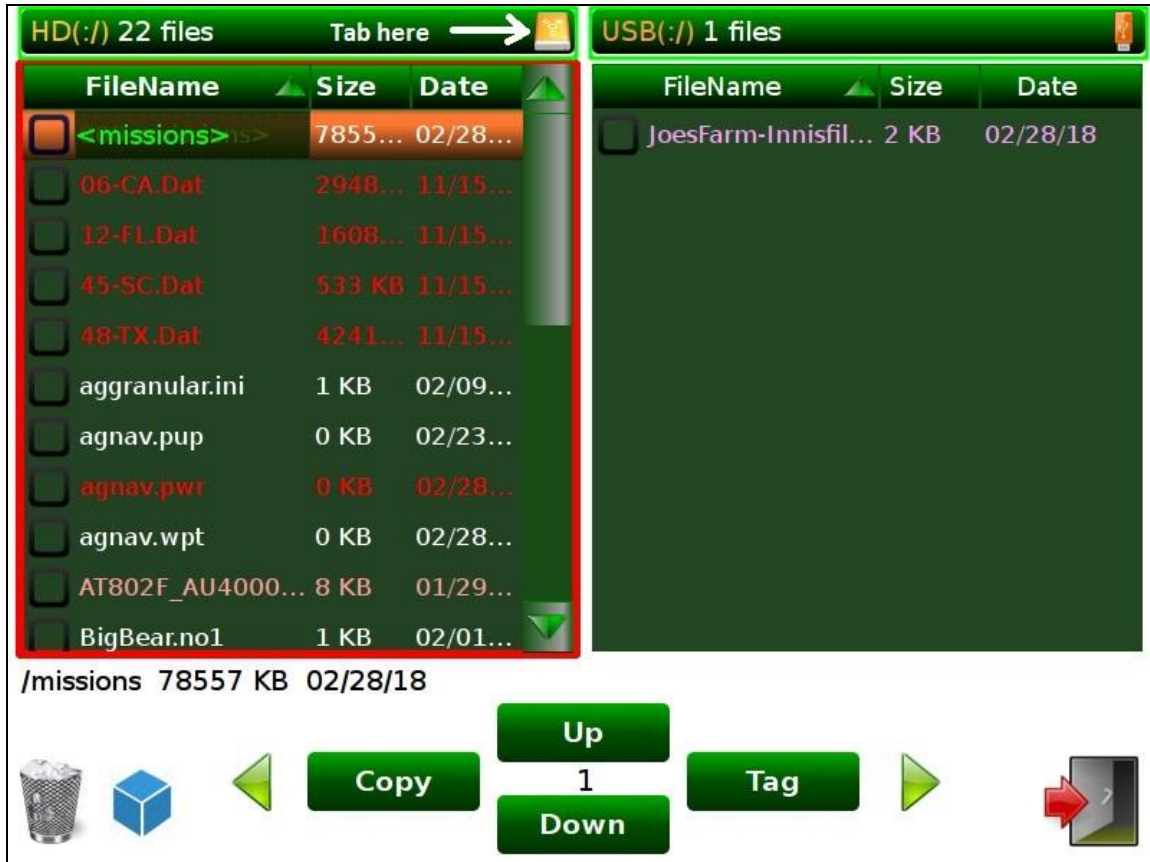 HD(:/) 22 files Tab here
FileName Size Date
<missions> 7855... 02/28...
06-CA.Dat 2948... 11/15...
12-FL.Dat 1608... 11/15...
45-SC.Dat 533 KB 11/15...
48-TX.Dat 4241... 11/15...
aggranular.ini 1 KB 02/09...
agnav.pup 0 KB 02/23...
agnav.pwr 0 KB 02/28...
agnav.wpt 0 KB 02/28...
AT802F_AU4000... 8 KB 01/29...
BigBear.no1 1 KB 02/01...
USB(:/) 1 files
FileName Size Date
JoesFarm-Innisfil... 2 KB 02/28/18
/missions 78557 KB 02/28/18
Up
Copy 1 Tag
Down